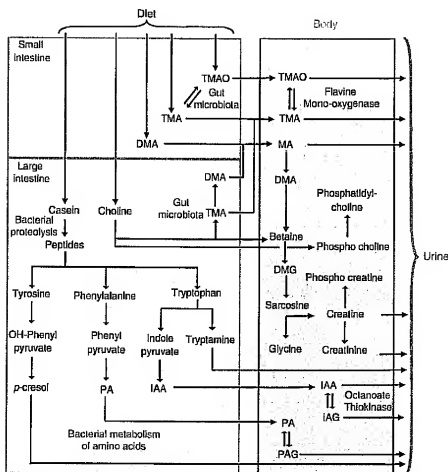 Diet
Body
Small
intestine
TMAO
TMAO
Gut
microbiota
Flavine
Mono-oxygenase
TMA
TMA
DMA
MA
Large
intestine
DMA
DMA
Phosphatidyl-
choline
Casein
Choline
Gut
microbiota
TMA
Bacterial
proteolysis
Peptides
Betaine
Phospho choline
Urine
DMG
Phospho creatine
Tyrosine
Phenylalanine
Tryptophan
Sarcosine
Creatine
OH-Phenyl
pyruvate
Phenyl
pyruvate
Indole
pyruvate
Tryptamine
Glycine
Creatinine
p-cresol
PA
IAA
IAA
Octanoate
Thiokinase
IAG
Bacterial metabolism
of amino acids
PA
PAG